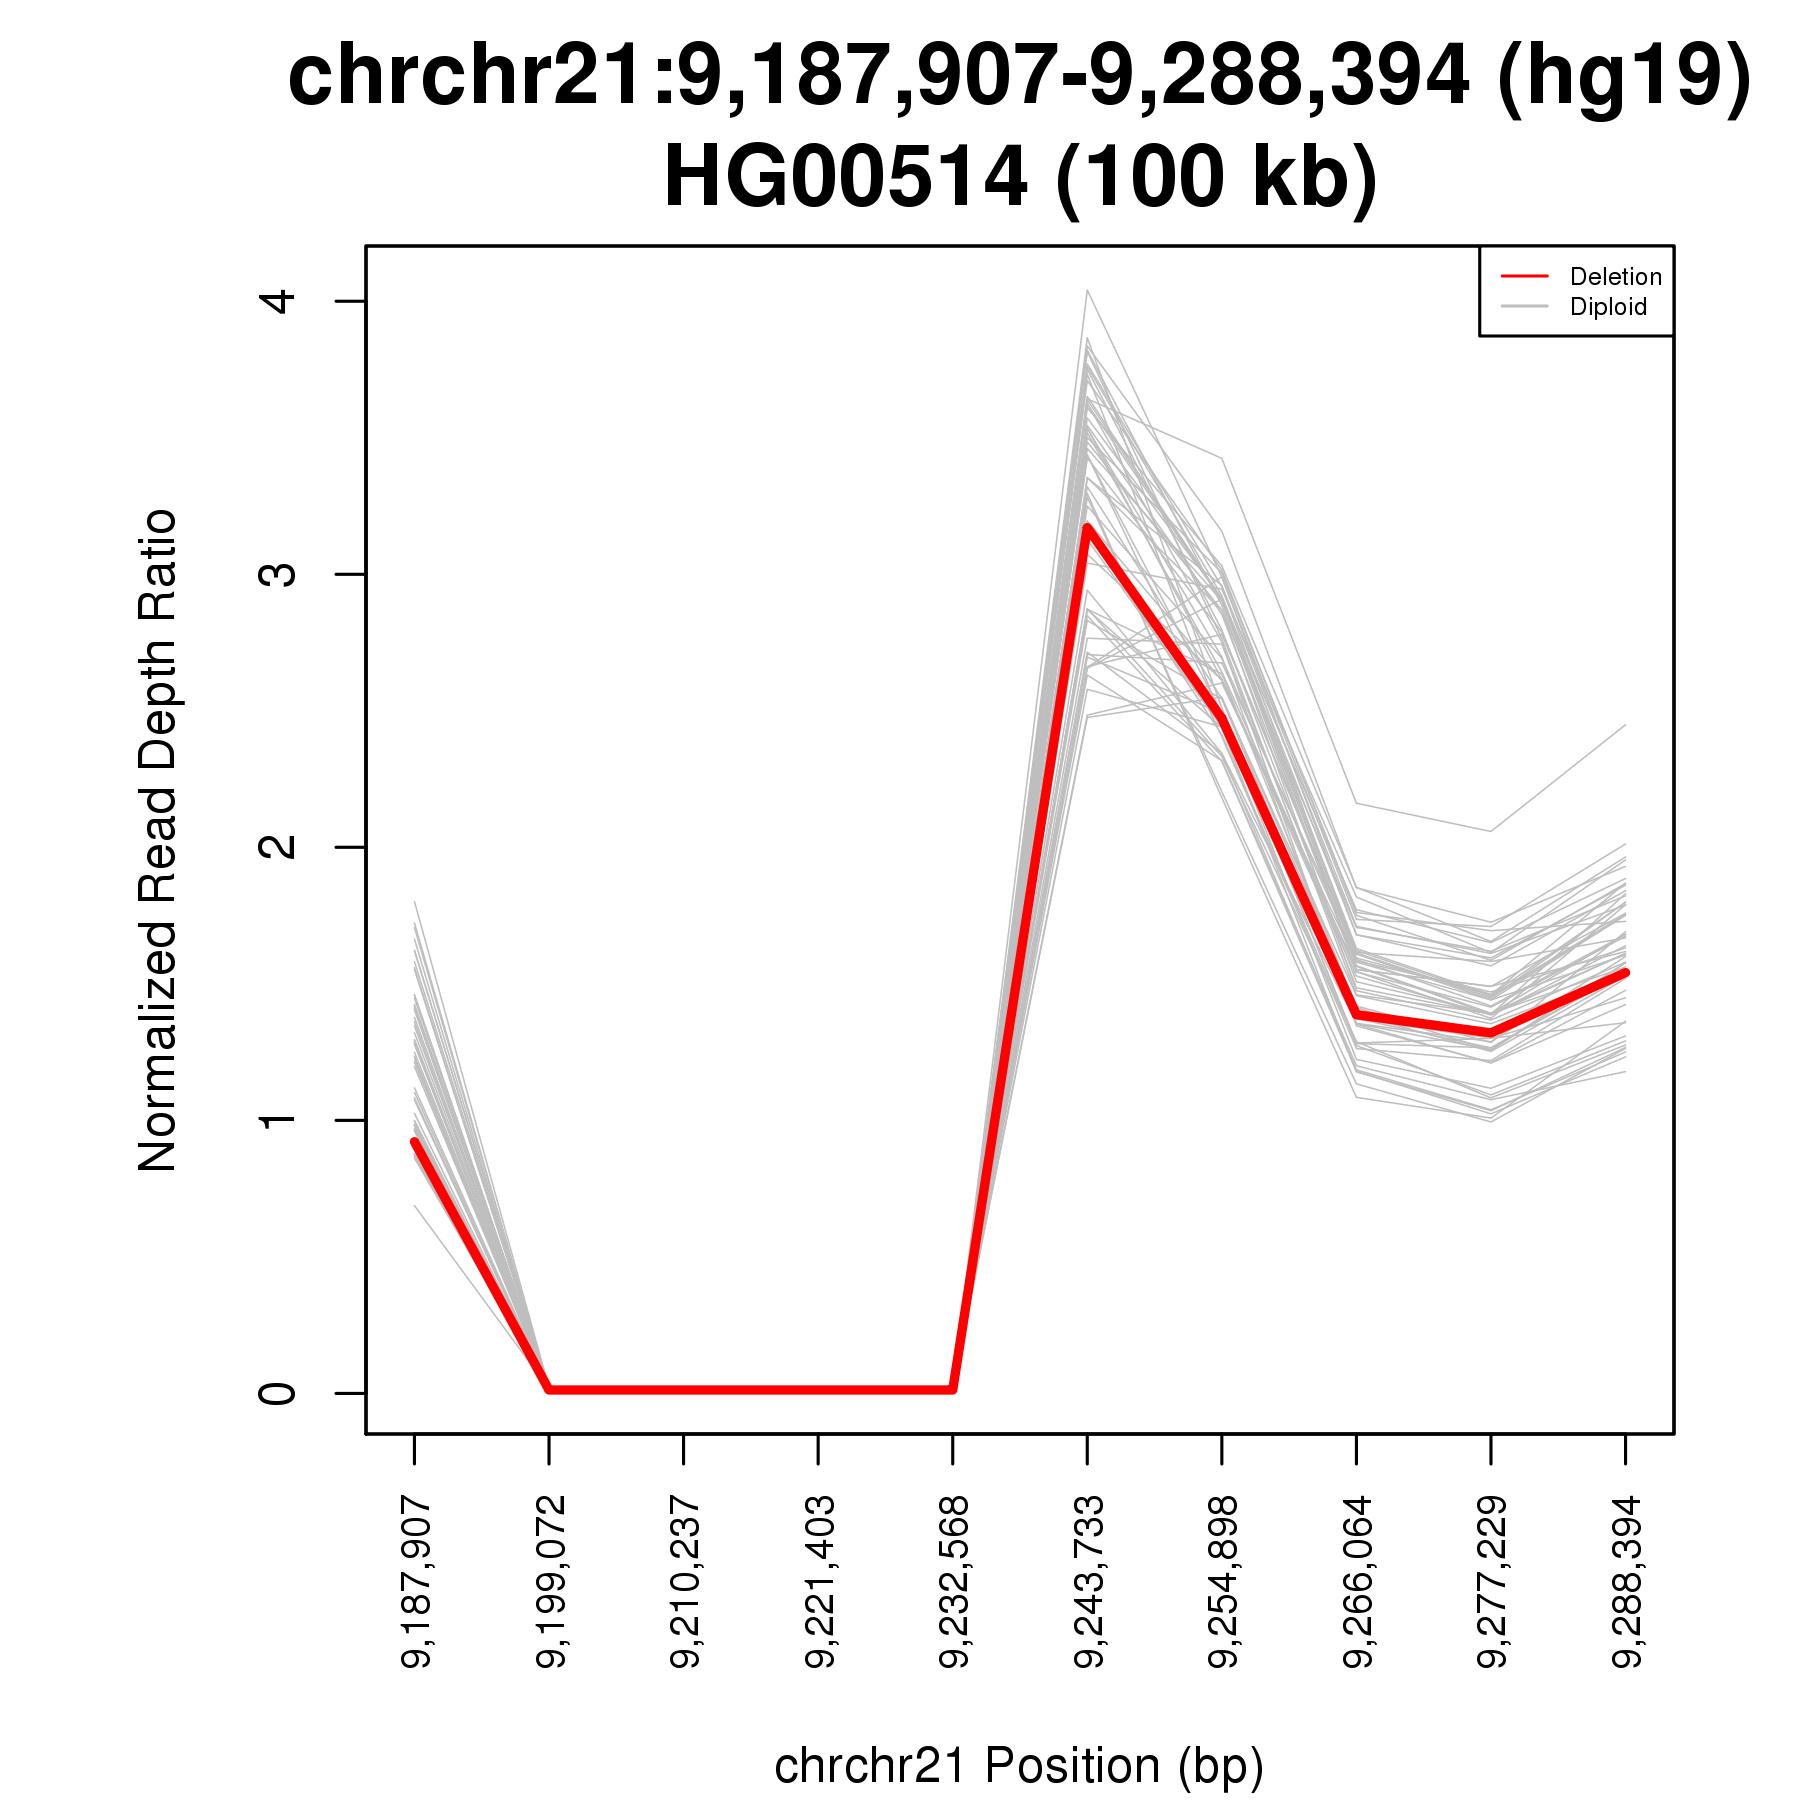 chrchr21:9,187,907-9,288,394 (hg19)
HG00514 (100 kb)
Deletion
Diploid
Normalized Read Depth Ratio
4
3
2
1
0
9,187,907
9,199,072
9,210,237
9,221,403
9,232,568
9,243,733
9,254,898
9,266,064
9,277,229
9,288,394
chrchr21 Position (bp)